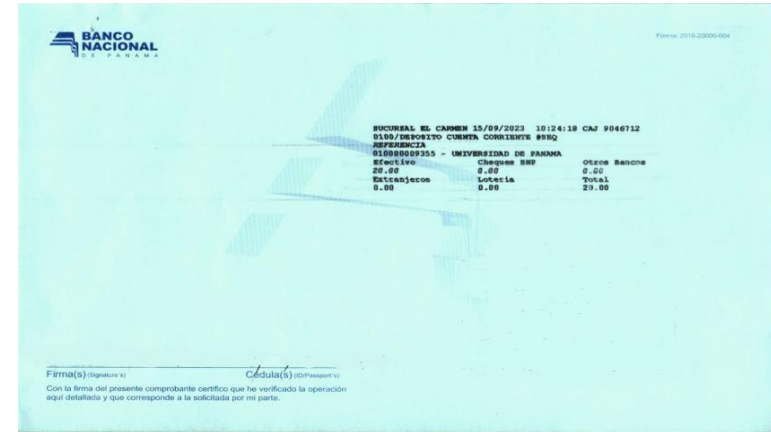 BANCO
NACIONAL
DE PANAMA
Forma: 2016-20000-004
SUCURSAL EL CARMEN 15/09/2023 10:24:18 CAJ 9046712
0100/DEPOSITO CUENTA CORRIENTE #SEQ
REFERENCIA
010000009355 - UNIVERSIDAD DE PANAMA
Efectivo Cheques BNP Otros Bancos
20.00 0.00 0.00
Extranjeros Loteria Total
0.00 0.00 20.00
Firma(s) (Signature's) Cédula(s) (ID/Passport's)
Con la firma del presente comprobante certifico que he verificado la operación
aquí detallada y que corresponde a la solicitada por mi parte.